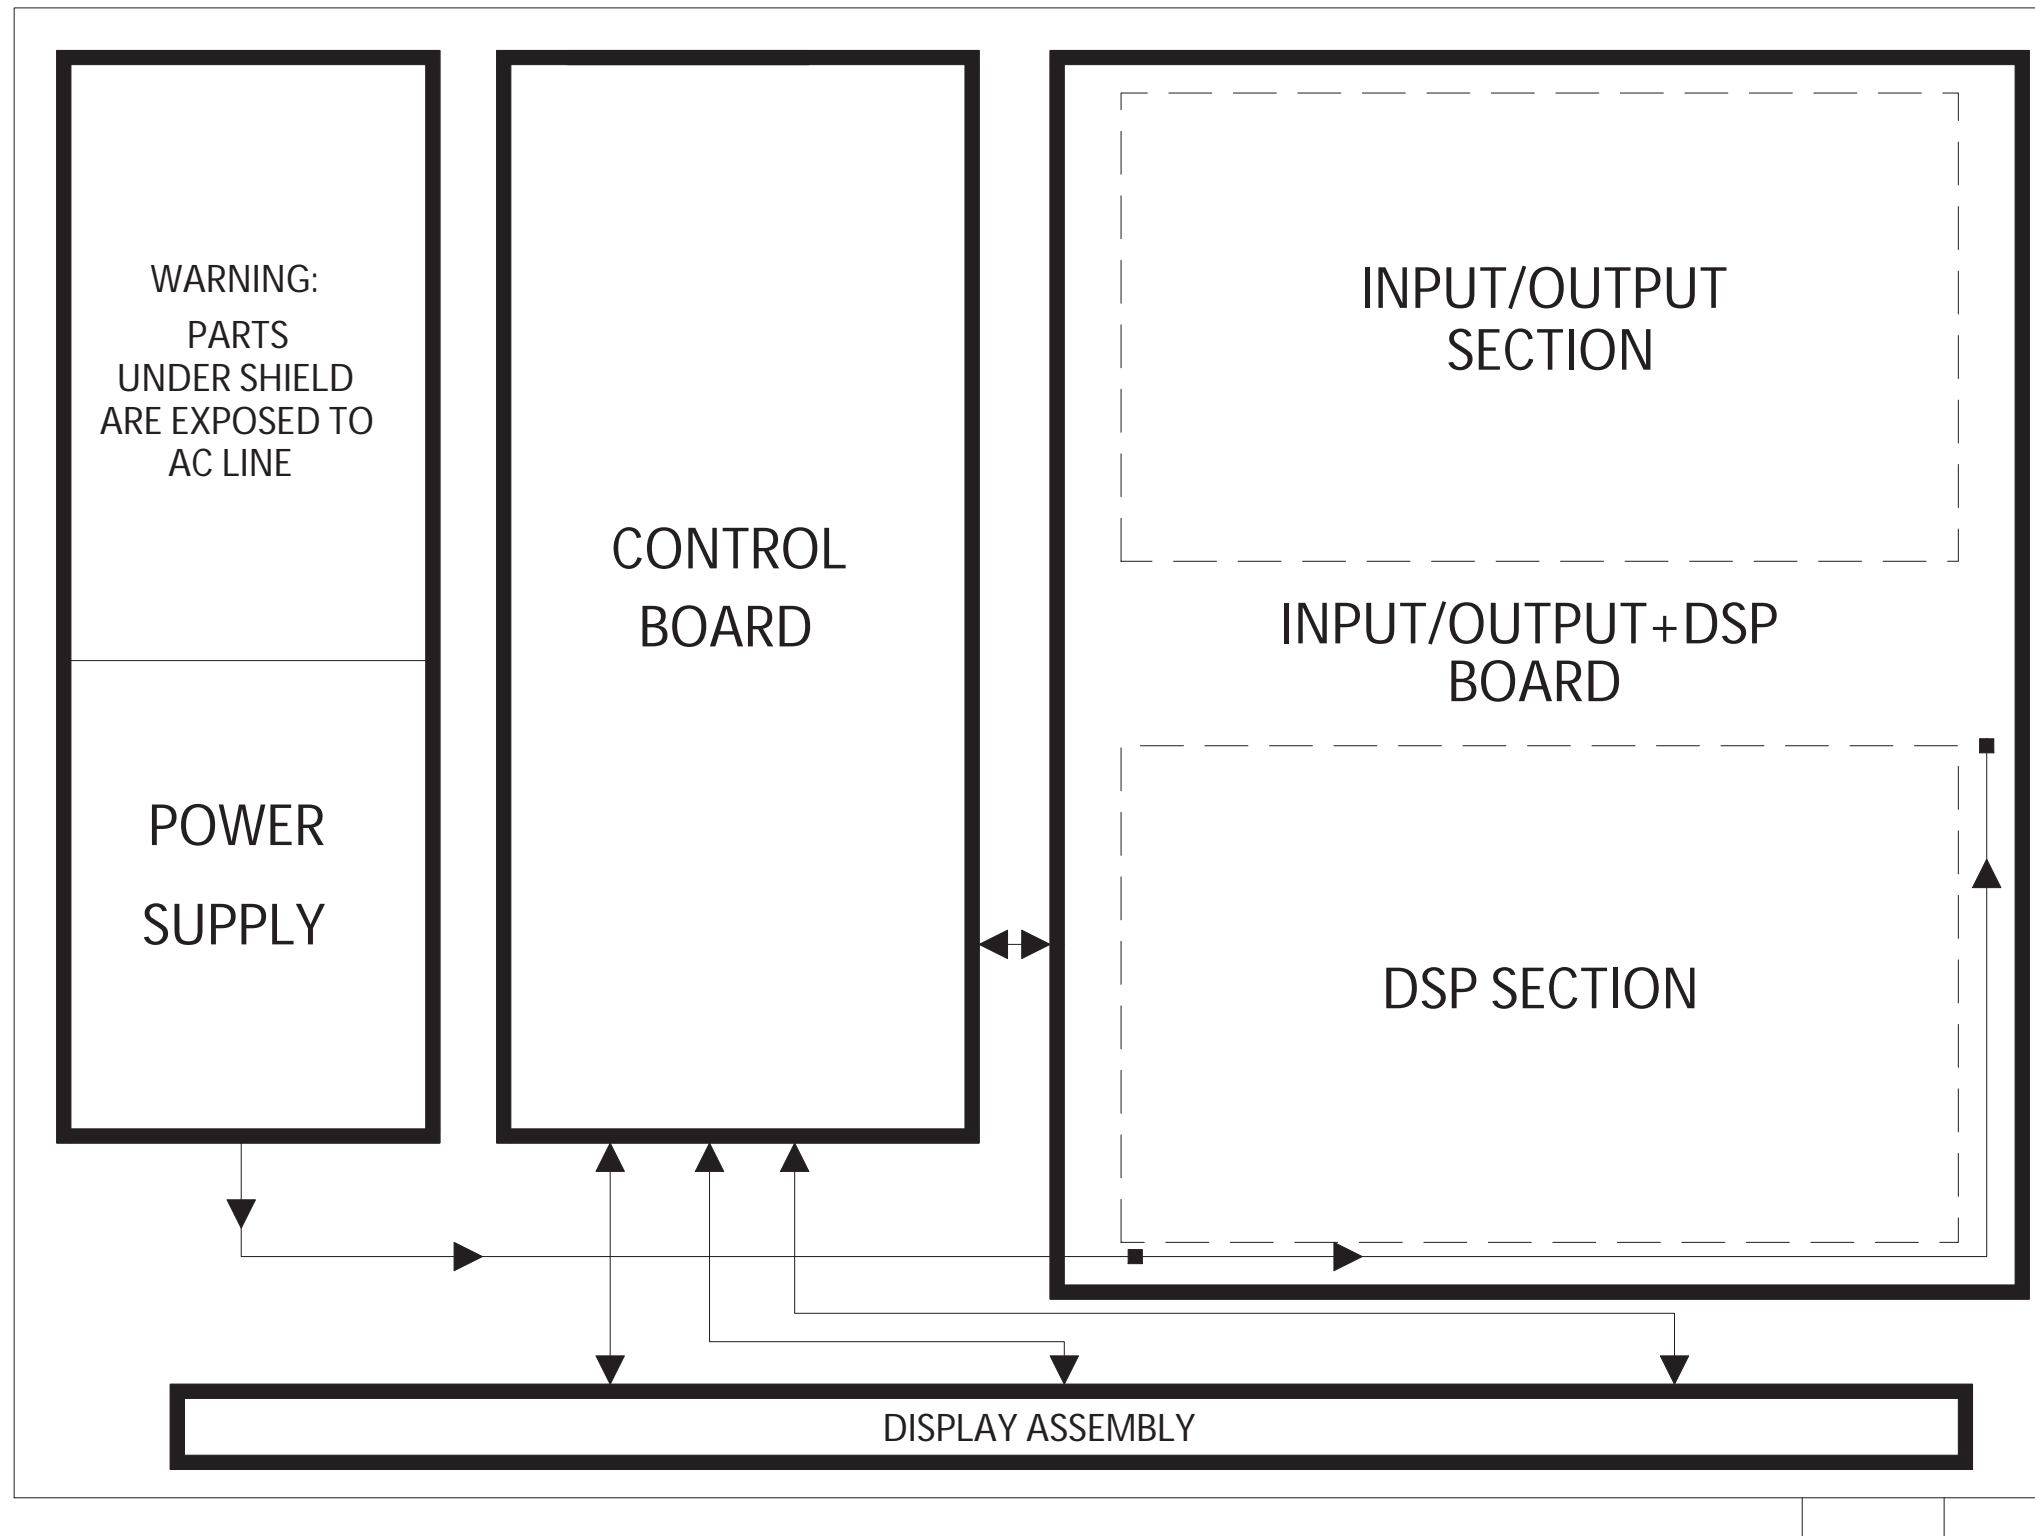 WARNING:
PARTS
UNDER SHIELD
ARE EXPOSED TO
AC LINE
POWER
SUPPLY
CONTROL
BOARD
INPUT/OUTPUT
SECTION
INPUT/OUTPUT+DSP
BOARD
DSP SECTION
DISPLAY ASSEMBLY